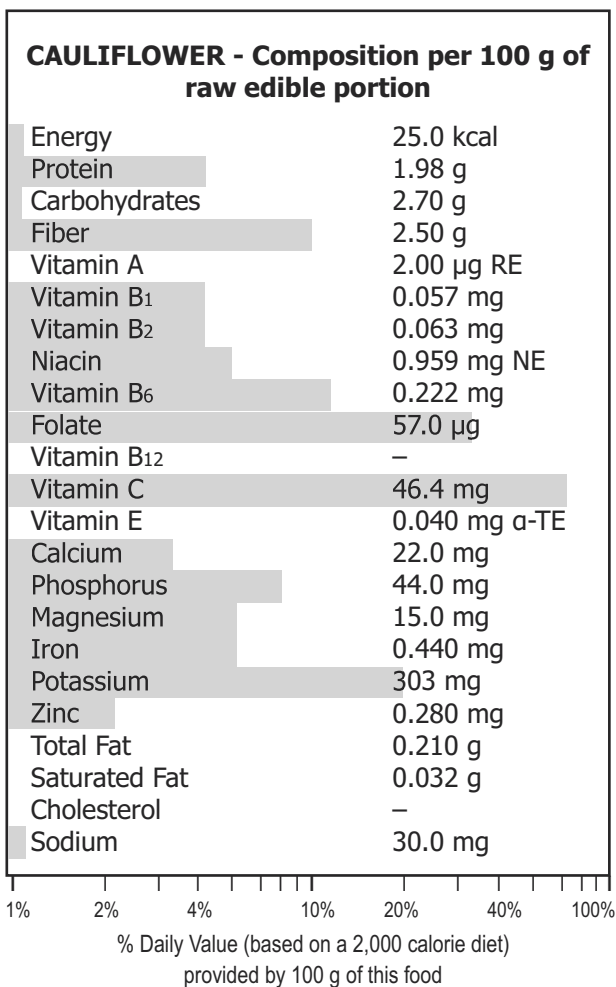 CAULIFLOWER - Composition per 100 g of
raw edible portion
Energy 25.0 kcal
Protein 1.98 g
Carbohydrates 2.70 g
Fiber 2.50 g
Vitamin A 2.00 µg RE
Vitamin B1 0.057 mg
Vitamin B2 0.063 mg
Niacin 0.959 mg NE
Vitamin B6 0.222 mg
Folate 57.0 µg
Vitamin B12 –
Vitamin C 46.4 mg
Vitamin E 0.040 mg α-TE
Calcium 22.0 mg
Phosphorus 44.0 mg
Magnesium 15.0 mg
Iron 0.440 mg
Potassium 303 mg
Zinc 0.280 mg
Total Fat 0.210 g
Saturated Fat 0.032 g
Cholesterol –
Sodium 30.0 mg
1% 2% 4% 10% 20% 40% 100%
% Daily Value (based on a 2,000 calorie diet)
provided by 100 g of this food